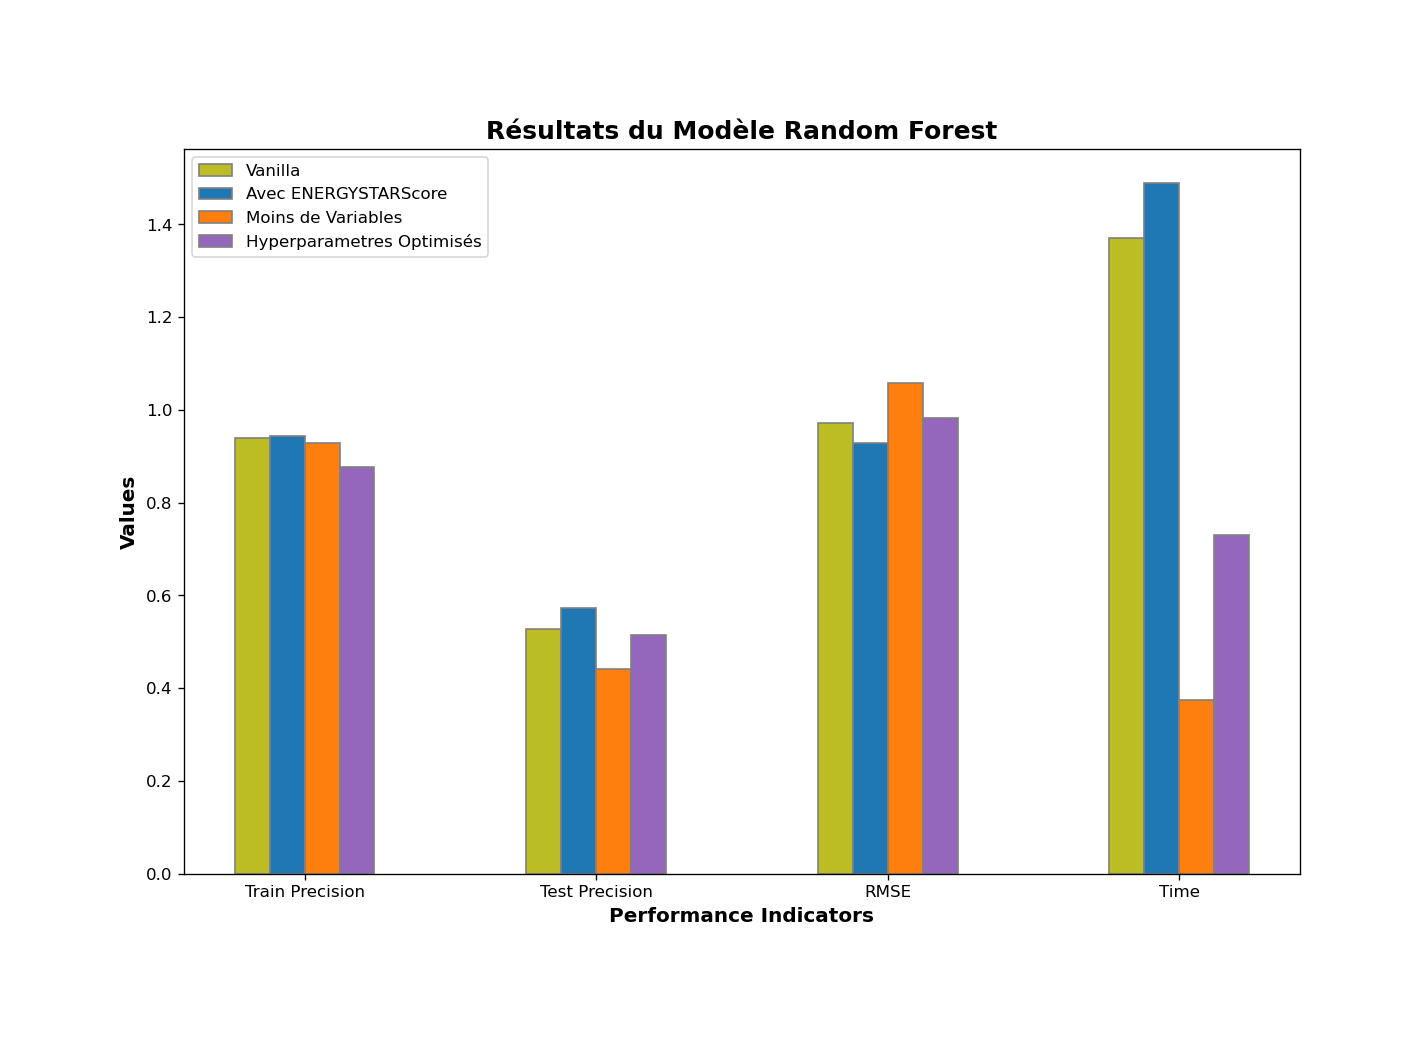 Résultats du Modèle Random Forest
Vanilla
Avec ENERGYSTARScore
Moins de Variables
Hyperparametres Optimisés
Values
1.4
1.2
1.0
0.8
0.6
0.4
0.2
0.0
Train Precision
Test Precision
RMSE
Time
Performance Indicators